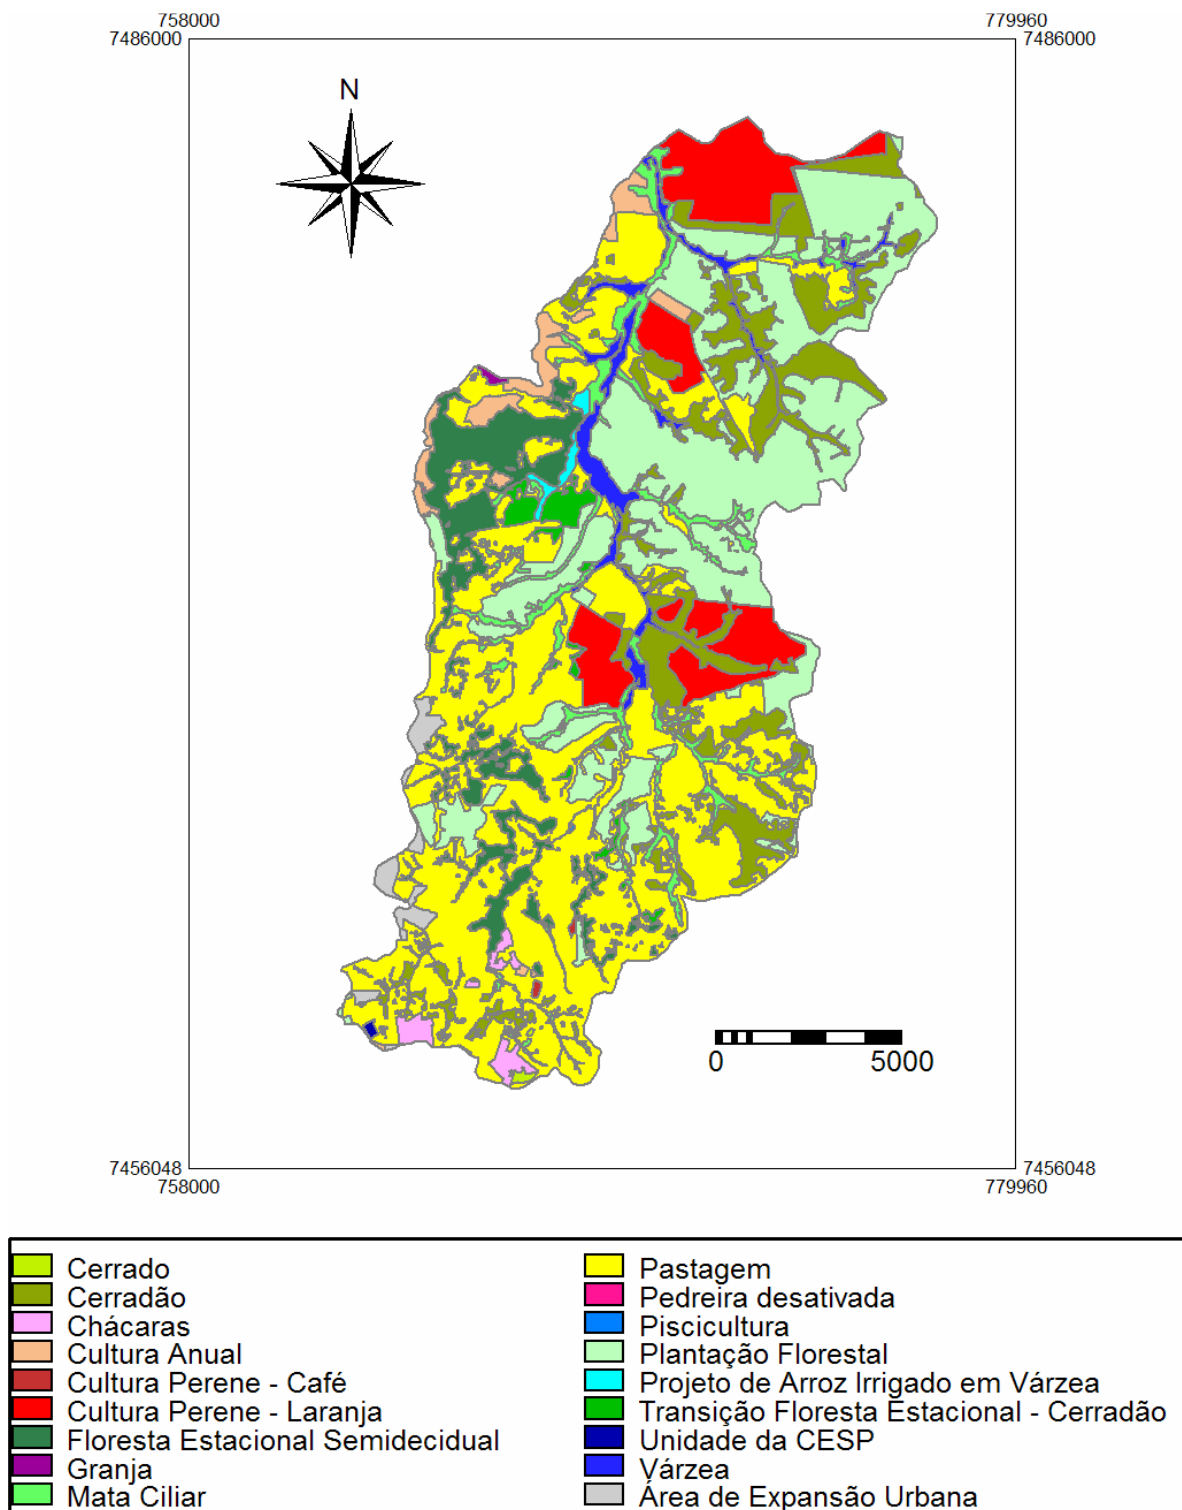 758000 779960
7486000 7486000
N
0 5000
7456048 7456048
758000 779960
Cerrado
Cerradão
Chácaras
Cultura Anual
Cultura Perene - Café
Cultura Perene - Laranja
Floresta Estacional Semidecidual
Granja
Mata Ciliar
Pastagem
Pedreira desativada
Piscicultura
Plantação Florestal
Projeto de Arroz Irrigado em Várzea
Transição Floresta Estacional - Cerradão
Unidade da CESP
Várzea
Área de Expansão Urbana